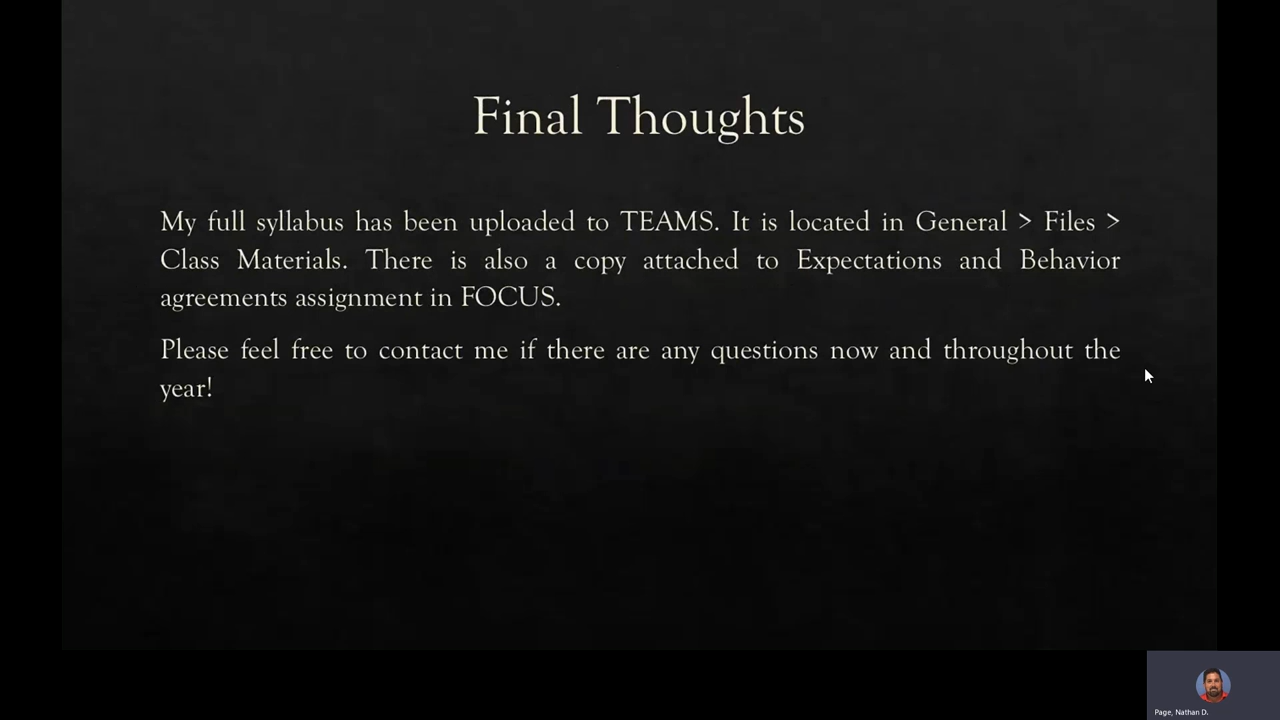 Final Thoughts
My full syllabus has been uploaded to TEAMS. It is located in General > Files >
Class Materials. There is also a copy attached to Expectations and Behavior
agreements assignment in FOCUS.
Please feel free to contact me if there are any questions now and throughout the
year!
Page, Nathan D.